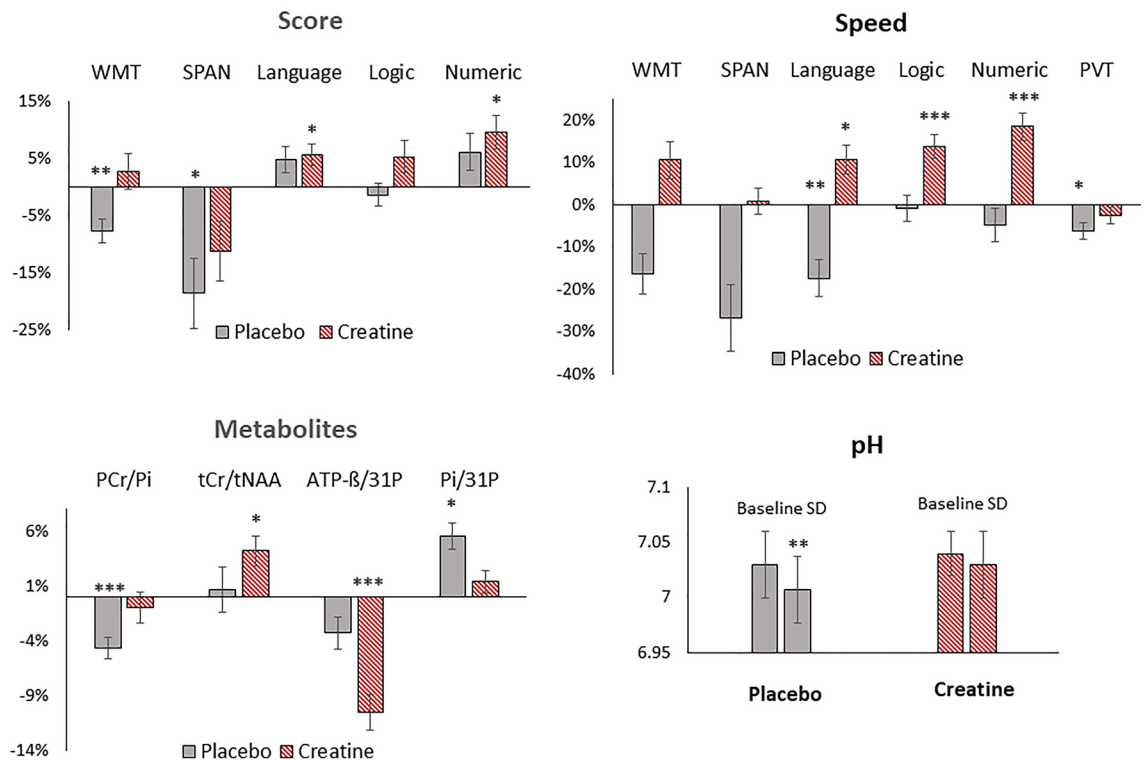 Score
WMT SPAN Language Logic Numeric
15%
5%
-5%
-15%
-25%
** * * *
Placebo Creatine
Speed
WMT SPAN Language Logic Numeric PVT
20%
10%
0%
-10%
-20%
-30%
-40%
** * *** *** *
Placebo Creatine
Metabolites
PCr/Pi tCr/tNAA ATP-ß/31P Pi/31P
6%
1%
-4%
-9%
-14%
*** * *** *
Placebo Creatine
pH
7.1
7.05
7
6.95
Baseline SD Baseline SD
**
Placebo Creatine